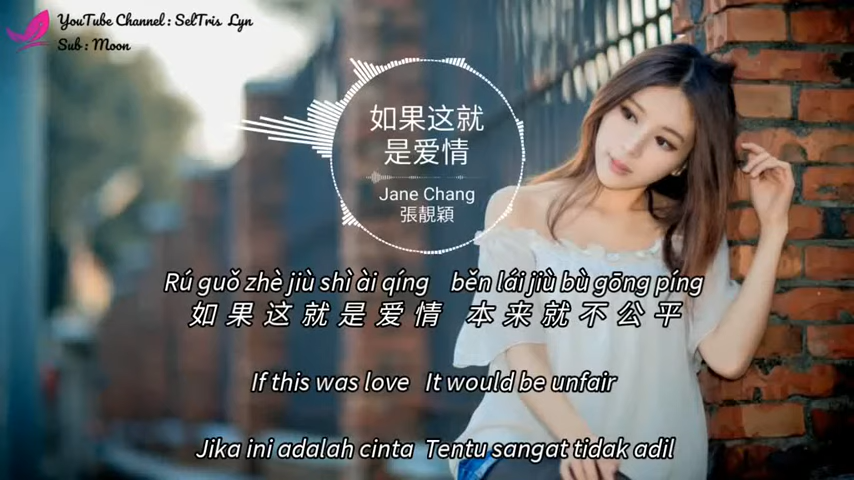 YouTube Channel : SelTris Lyn
Sub : Moon
如果这就
是爱情
Jane Chang
張靚穎
Rú guǒ zhè jiù shì ài qíng běn lái jiù bù gōng píng
如果这就是爱情 本来就不公平
If this was love It would be unfair
Jika ini adalah cinta Tentu sangat tidak adil